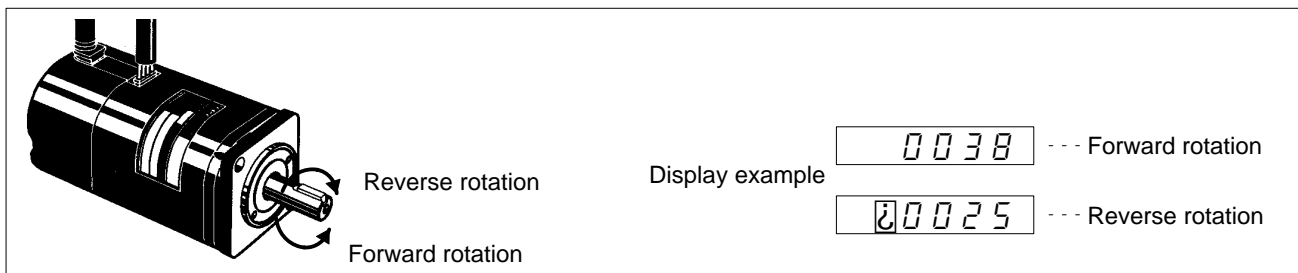 Reverse rotation
Forward rotation
Display example
0038 --- Forward rotation
¿0025 --- Reverse rotation